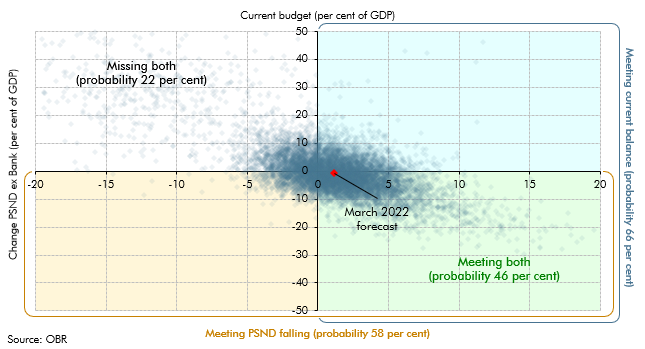 Current budget (per cent of GDP)
Change PSND ex Bank (per cent of GDP)
50
40
30
20
10
0
-10
-20
-30
-40
-50
-20
-15
-10
-5
0
5
10
15
20
Missing both
(probability 22 per cent)
March 2022
forecast
Meeting both
(probability 46 per cent)
Meeting current balance (probability 66 per cent)
Meeting PSND falling (probability 58 per cent)
Source: OBR